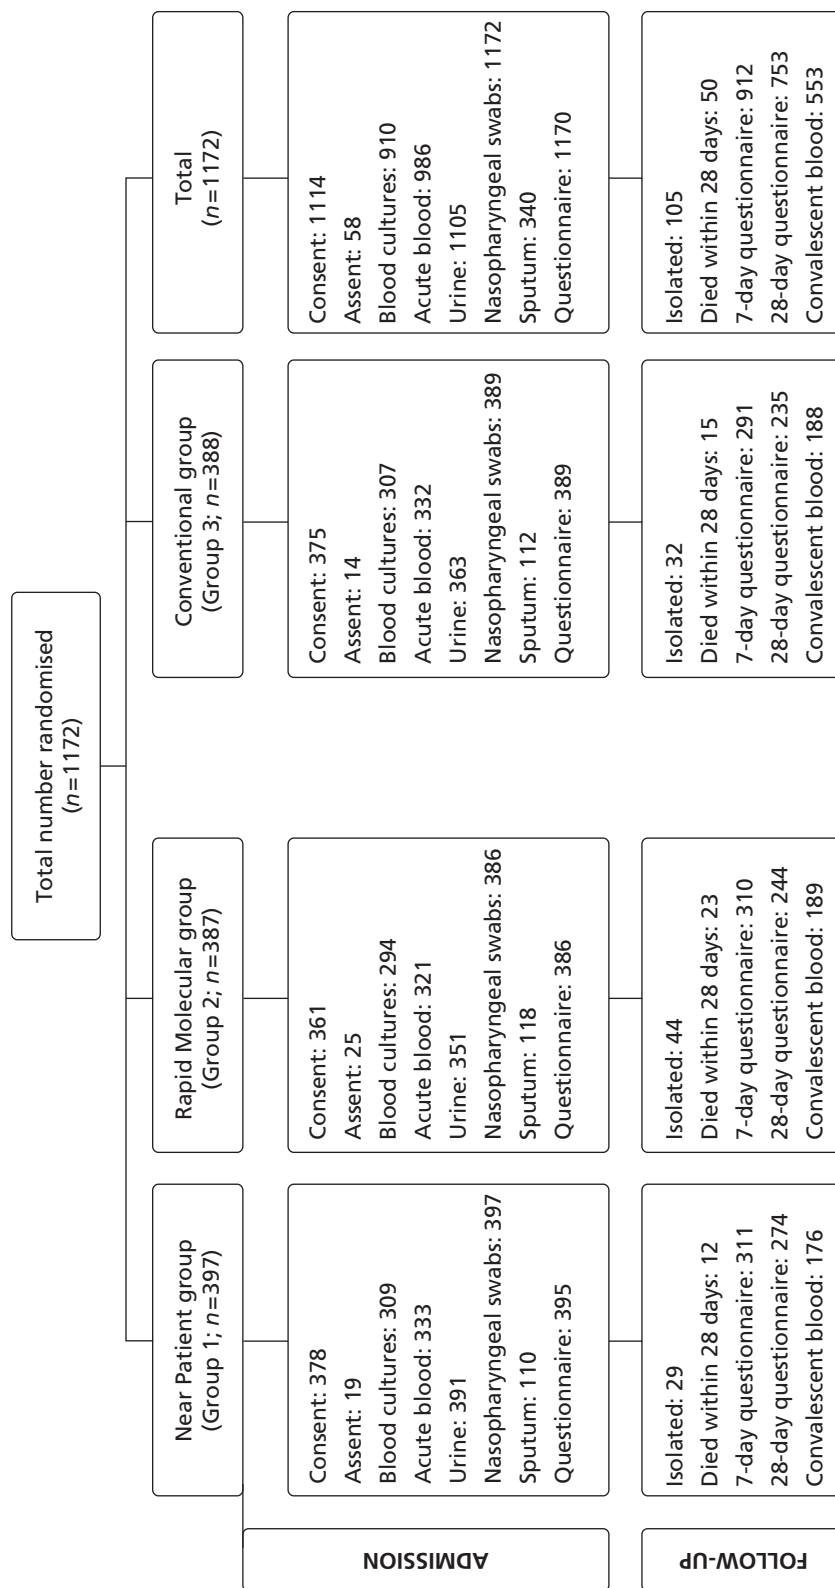 Total number randomised
(n=1172)
Near Patient group
(Group 1; n=397)
Rapid Molecular group
(Group 2; n=387)
Conventional group
(Group 3; n=388)
Total
(n=1172)
ADMISSION
Consent: 378
Assent: 19
Blood cultures: 309
Acute blood: 333
Urine: 391
Nasopharyngeal swabs: 397
Sputum: 110
Questionnaire: 395
Consent: 361
Assent: 25
Blood cultures: 294
Acute blood: 321
Urine: 351
Nasopharyngeal swabs: 386
Sputum: 118
Questionnaire: 386
Consent: 375
Assent: 14
Blood cultures: 307
Acute blood: 332
Urine: 363
Nasopharyngeal swabs: 389
Sputum: 112
Questionnaire: 389
Consent: 1114
Assent: 58
Blood cultures: 910
Acute blood: 986
Urine: 1105
Nasopharyngeal swabs: 1172
Sputum: 340
Questionnaire: 1170
FOLLOW-UP
Isolated: 29
Died within 28 days: 12
7-day questionnaire: 311
28-day questionnaire: 274
Convalescent blood: 176
Isolated: 44
Died within 28 days: 23
7-day questionnaire: 310
28-day questionnaire: 244
Convalescent blood: 189
Isolated: 32
Died within 28 days: 15
7-day questionnaire: 291
28-day questionnaire: 235
Convalescent blood: 188
Isolated: 105
Died within 28 days: 50
7-day questionnaire: 912
28-day questionnaire: 753
Convalescent blood: 553